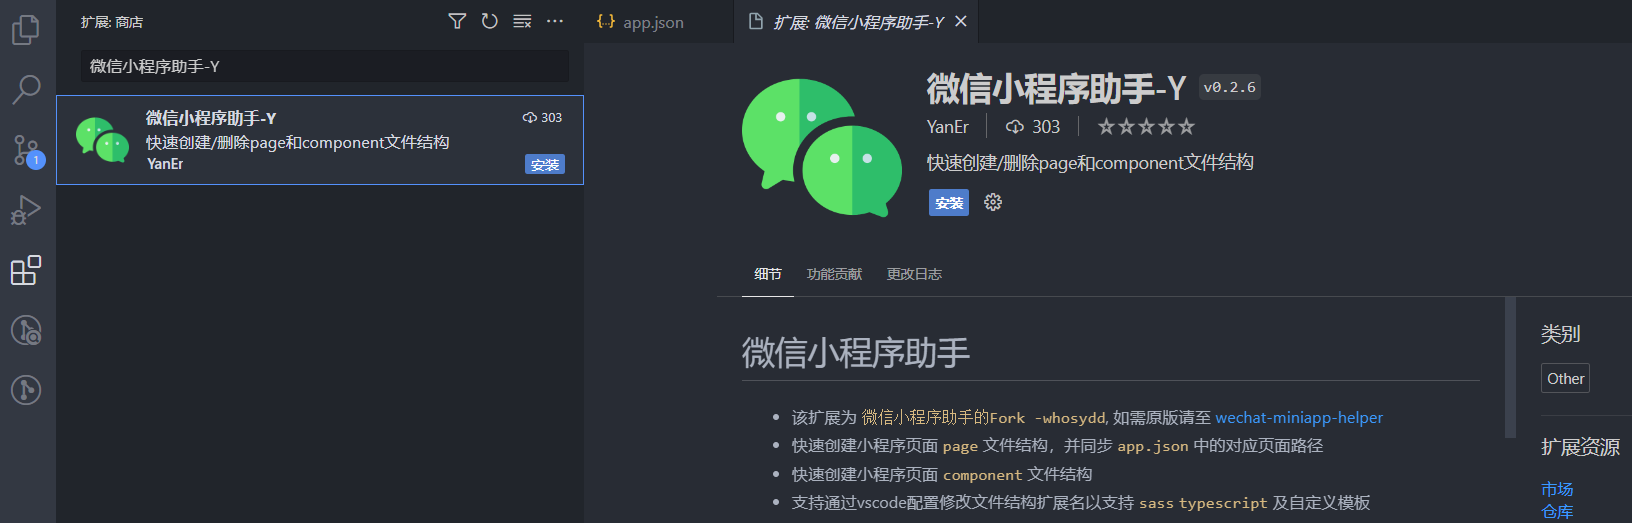 扩展: 商店
微信小程序助手-Y
微信小程序助手-Y
303
快速创建/删除page和component文件结构
YanEr
安装
1
app.json
扩展: 微信小程序助手-Y
微信小程序助手-Y
v0.2.6
YanEr
303
快速创建/删除page和component文件结构
安装
细节
功能贡献
更改日志
微信小程序助手
该扩展为 微信小程序助手的Fork -whosydd, 如需原版请至 wechat-miniapp-helper
快速创建小程序页面 page 文件结构，并同步 app.json 中的对应页面路径
快速创建小程序页面 component 文件结构
支持通过vscode配置修改文件结构扩展名以支持 sass typescript 及自定义模板
类别
Other
扩展资源
市场
仓库